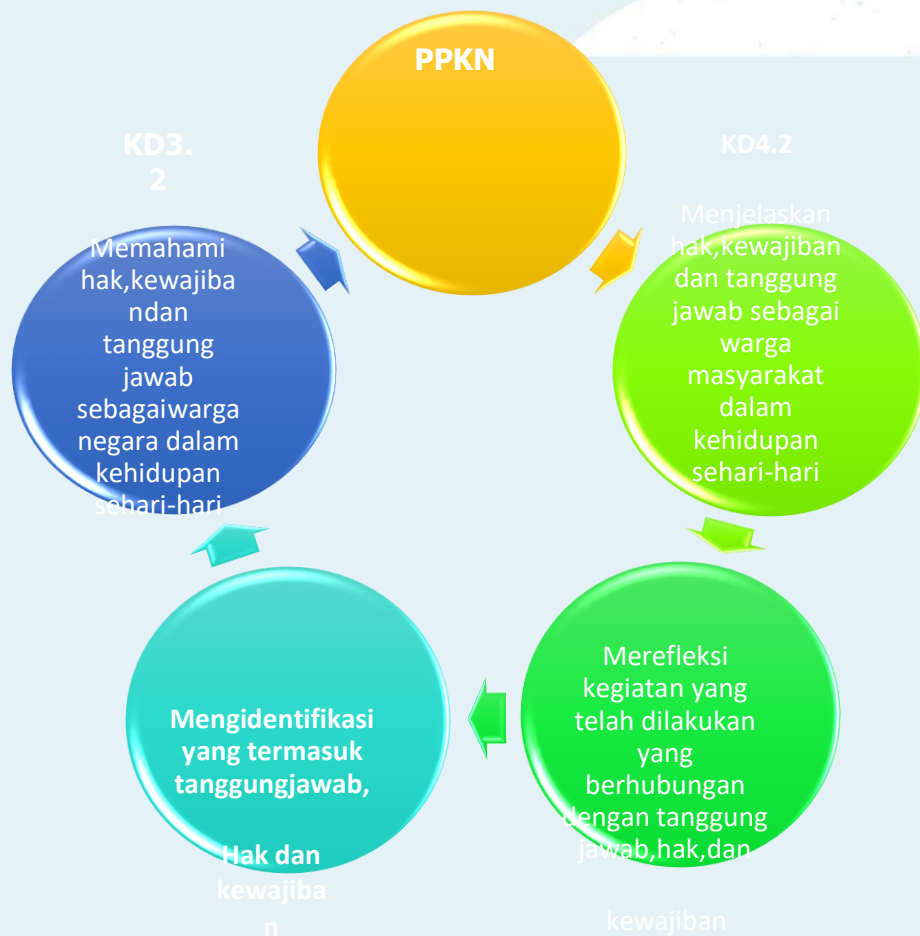 PPKN
KD3.
2
Memahami
hak,kewajiba
ndan
tanggung
jawab
sebagaiwarga
negara dalam
kehidupan
sehari-hari
KD4.2
Menjelaskan
hak,kewajiban
dan tanggung
jawab sebagai
warga
masyarakat
dalam
kehidupan
sehari-hari
Merefleksi
kegiatan yang
telah dilakukan
yang
berhubungan
dengan tanggung
jawab,hak,dan
kewajiban
Mengidentifikasi
yang termasuk
tanggungjawab,
Hak dan
kewajiba
n